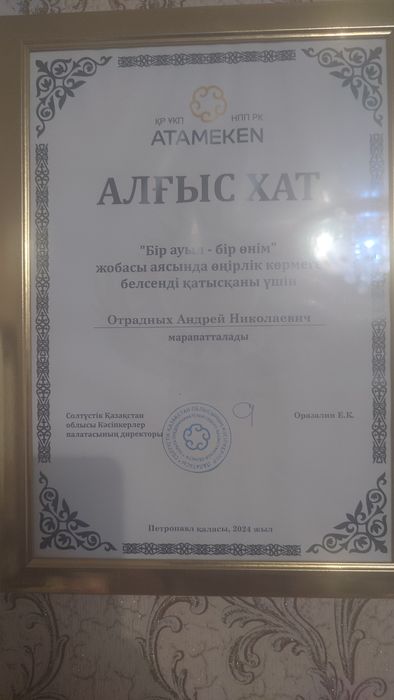 ҚР ҰКП НПП РК
ATAMEKEN
АЛҒЫС ХАТ
"Бір ауыл - бір өнім"
жобасы аясында өңірлік көрмеге
белсенді қатысқаны үшін
Отрадных Андрей Николаевич
марапатталады
Солтүстік Қазақстан
облысы Кәсіпкерлер
палатасының директоры
Оразалин Е.Қ.
Петропавл қаласы, 2024 жыл